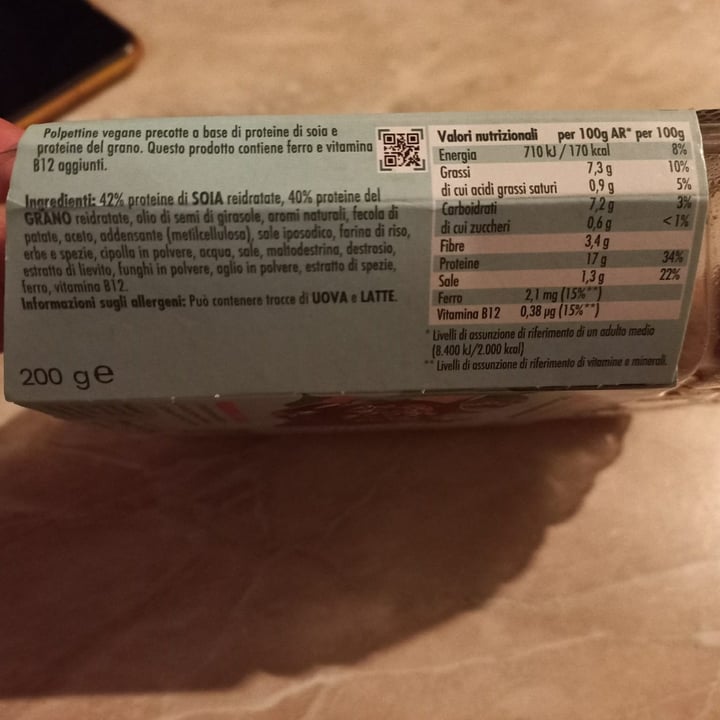 Polpettine vegane precotte a base di proteine di soia e
proteine del grano. Questo prodotto contiene ferro e vitamina
B12 aggiunti.
Ingredienti: 42% proteine di SOIA reidratate, 40% proteine del
GRANO reidratate, olio di semi di girasole, aromi naturali, fecola di
patate, aceto, addensante (metilcellulosa), sale iposodico, farina di riso,
erbe e spezie, cipolla in polvere, acqua, sale, maltodestrina, destrosio,
estratto di lievito, funghi in polvere, aglio in polvere, estratto di spezie,
ferro, vitamina B12.
Informazioni sugli allergeni: Può contenere tracce di UOVA e LATTE.
200 g e
Valori nutrizionali per 100g AR* per 100g
Energia 710 kJ / 170 kcal 8%
Grassi 7,3 g 10%
di cui acidi grassi saturi 0,9 g 5%
Carboidrati 7,2 g 3%
di cui zuccheri 0,6 g <1%
Fibre 3,4 g
Proteine 17 g 34%
Sale 1,3 g 22%
Ferro 2,1 mg (15%**)
Vitamina B12 0,38 µg (15%**)
* Livelli di assunzione di riferimento di un adulto medio
(8.400 kJ/2.000 kcal)
** Livelli di assunzione di riferimento di vitamine e minerali.